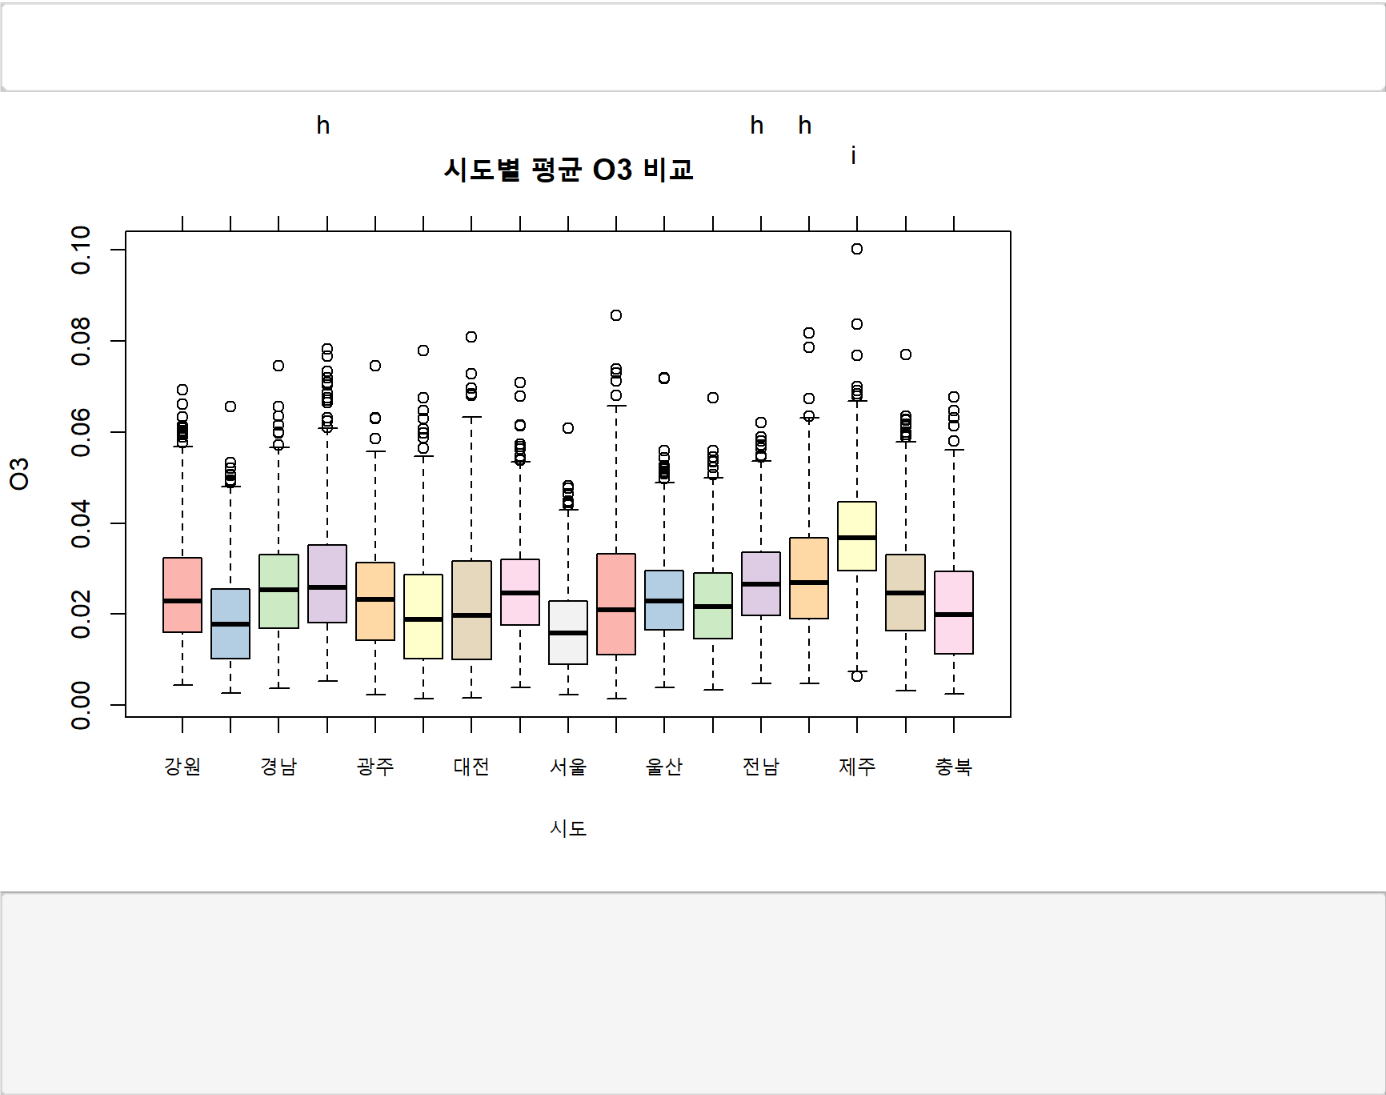 h h h
i
시도별 평균 O3 비교
0.10
0.08
0.06
0.04
0.02
0.00
O3
강원 경남 광주 대전 서울 울산 전남 제주 충북
시도